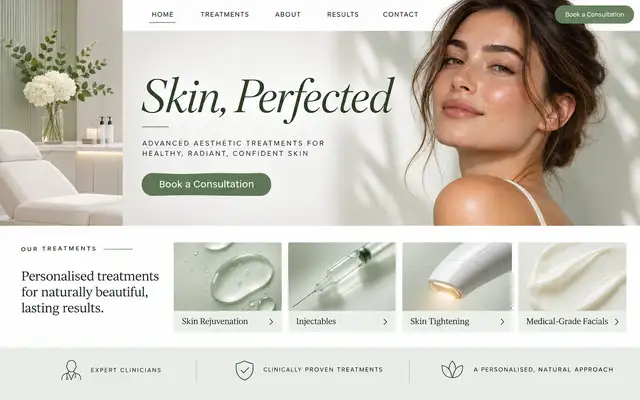 HOME
TREATMENTS
ABOUT
RESULTS
CONTACT
Book a Consultation
Skin, Perfected
ADVANCED AESTHETIC TREATMENTS FOR
HEALTHY, RADIANT, CONFIDENT SKIN
Book a Consultation
OUR TREATMENTS
Personalised treatments
for naturally beautiful,
lasting results.
Skin Rejuvenation
Injectables
Skin Tightening
Medical-Grade Facials
EXPERT CLINICIANS
CLINICALLY PROVEN TREATMENTS
A PERSONALISED, NATURAL APPROACH